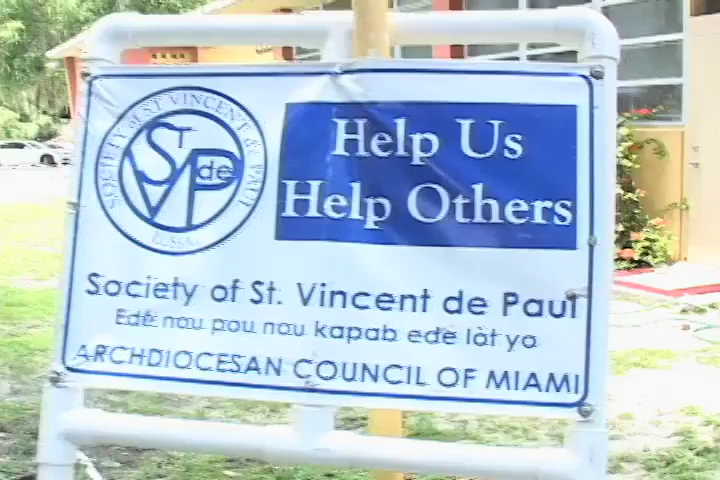 SOCIETY of ST. VINCENT de PAUL
U.S.A.
ST
de
SVP
Help Us
Help Others
Society of St. Vincent de Paul
Ede nou pou nou kapab ede lòt yo
ARCHDIOCESAN COUNCIL OF MIAMI